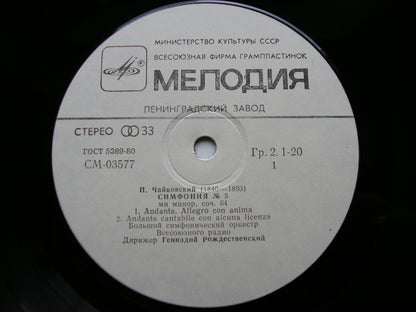 МИНИСТЕРСТВО КУЛЬТУРЫ СССР
ВСЕСОЮЗНАЯ ФИРМА ГРАМПЛАСТИНОК
МЕЛОДИЯ
ЛЕНИНГРАДСКИЙ ЗАВОД
СТЕРЕО 33
ГОСТ 5289-80
СМ-03577
Гр. 2. 1-20
1
П. Чайковский (1840—1893)
СИМФОНИЯ № 5
ми минор, соч. 64
1. Andante. Allegro con anima
2. Andante cantabile con alcuna licenza
Большой симфонический оркестр
Всесоюзного радио
Дирижер Геннадий Рождественский